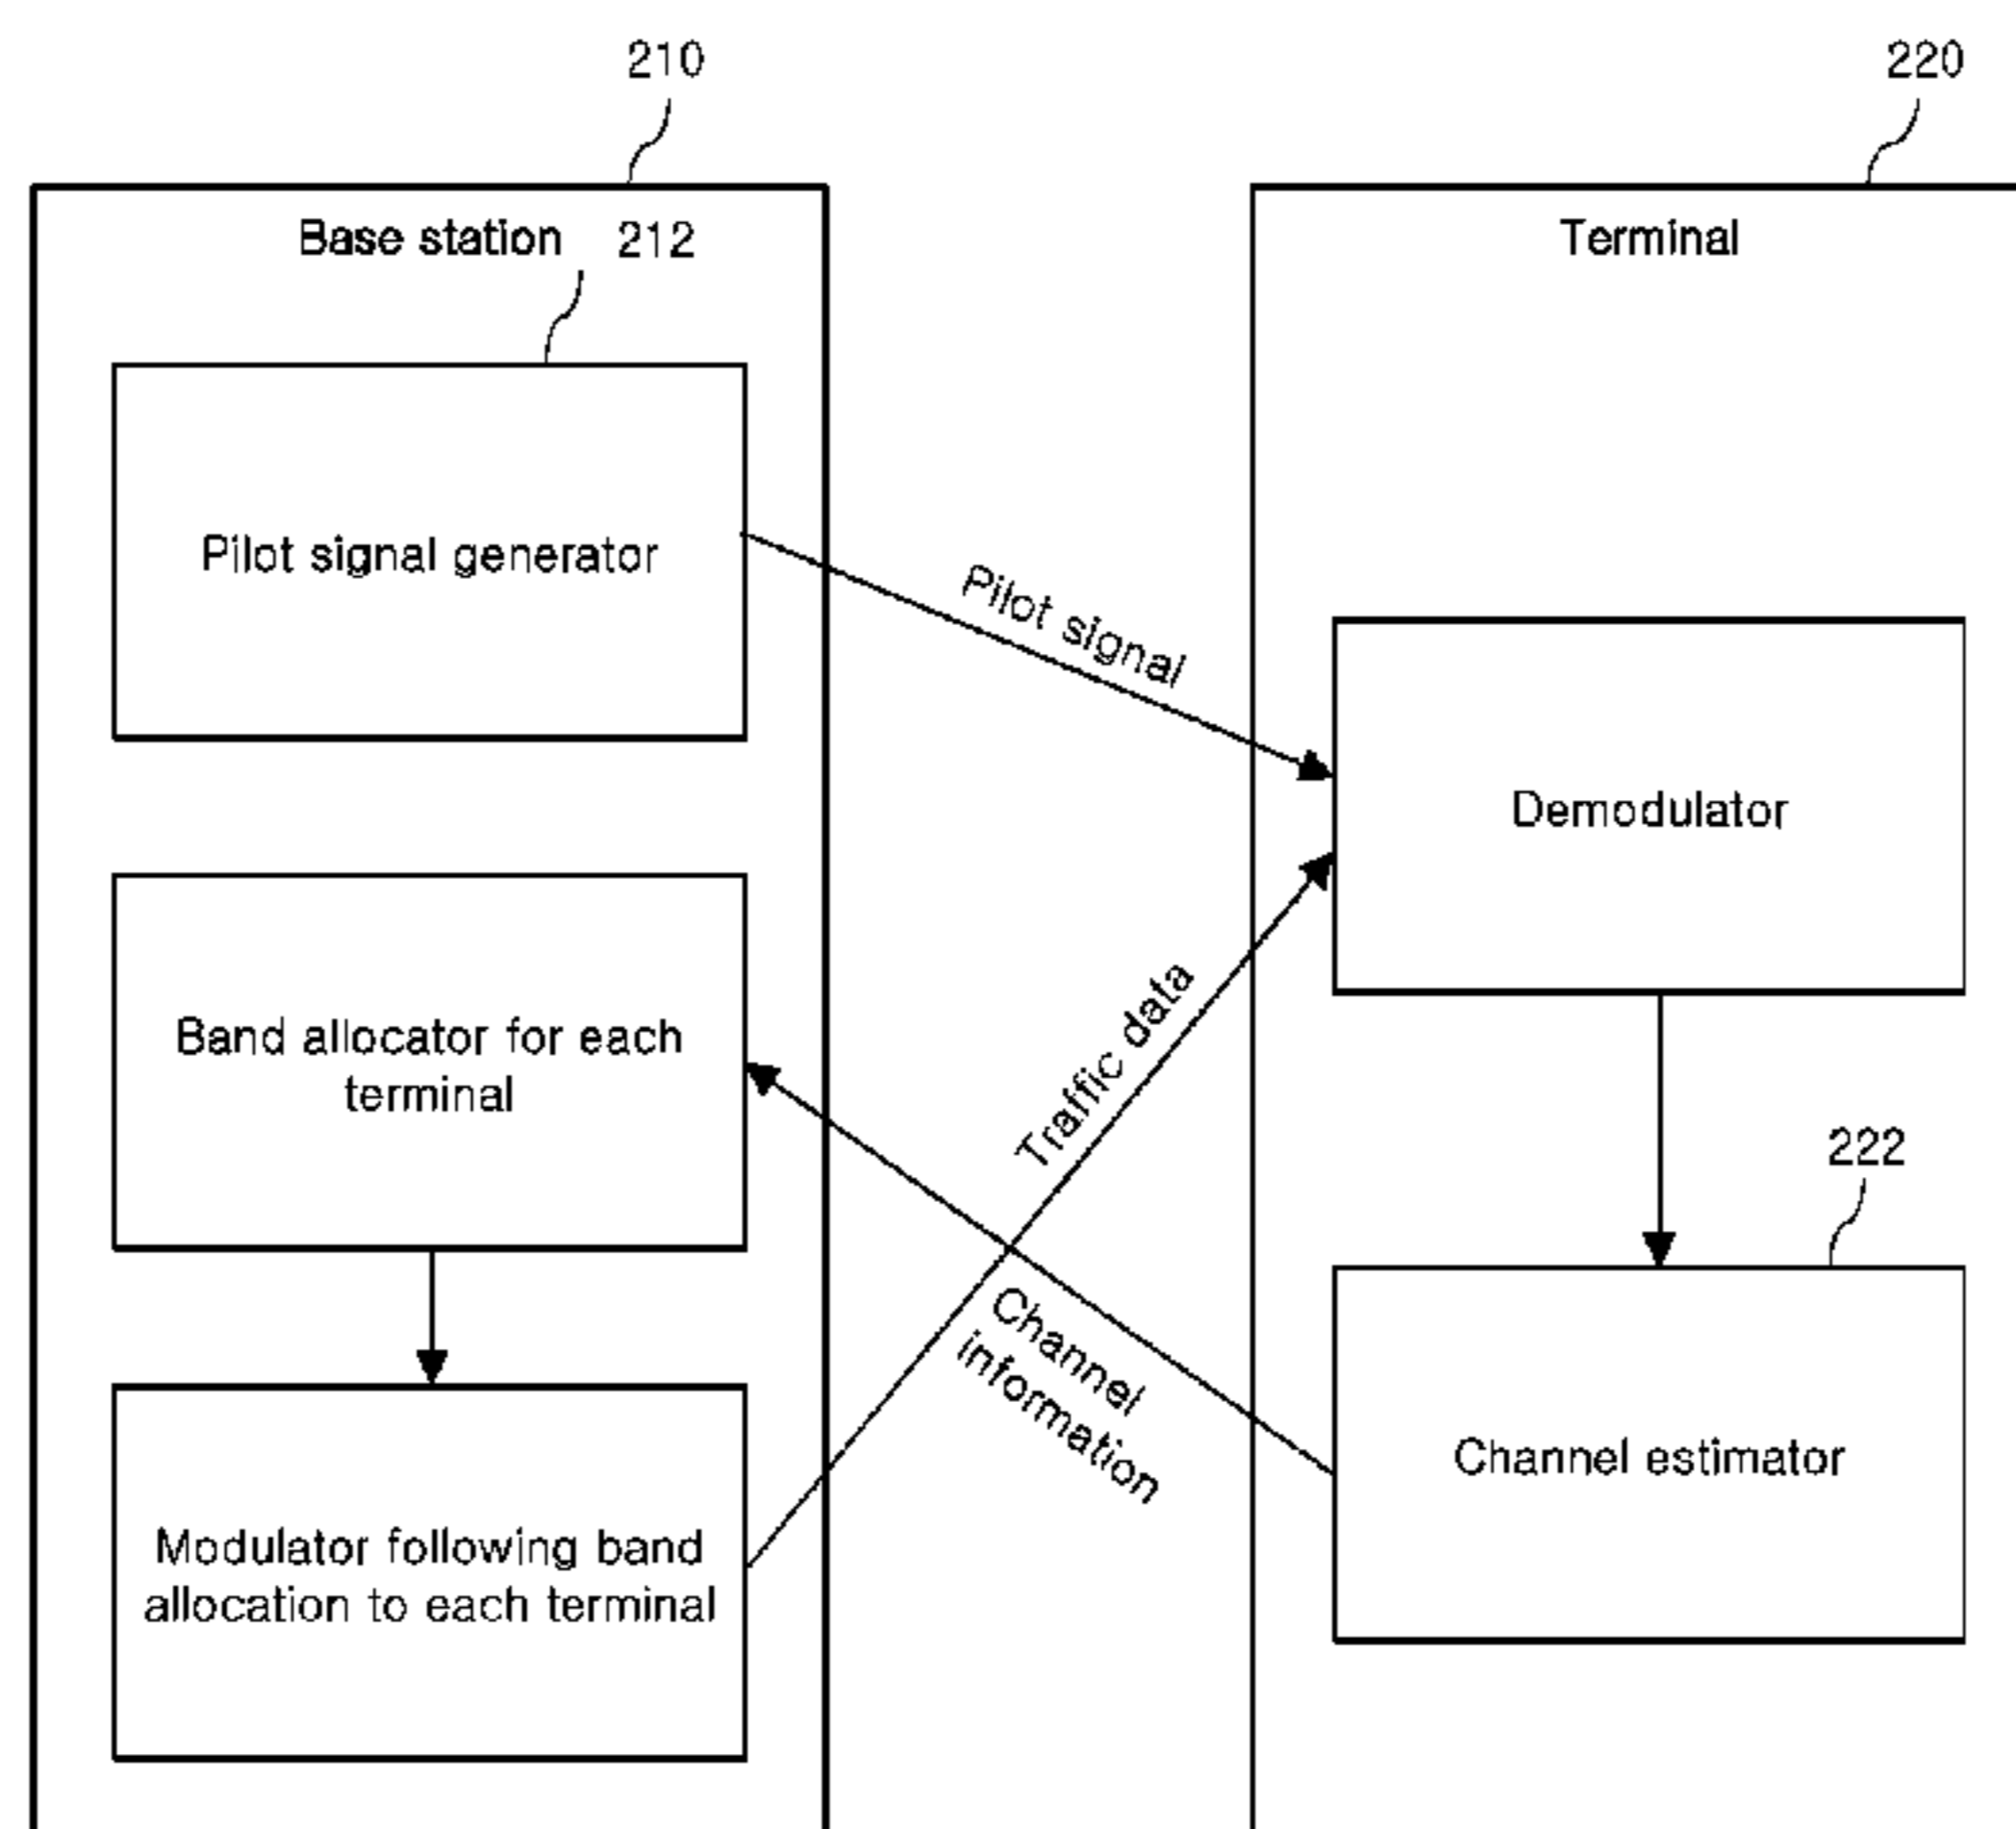 210
220
Base station
212
Terminal
Pilot signal generator
Pilot signal
Demodulator
Band allocator for each
terminal
Traffic data
222
Channel
information
Channel estimator
Modulator following band
allocation to each terminal